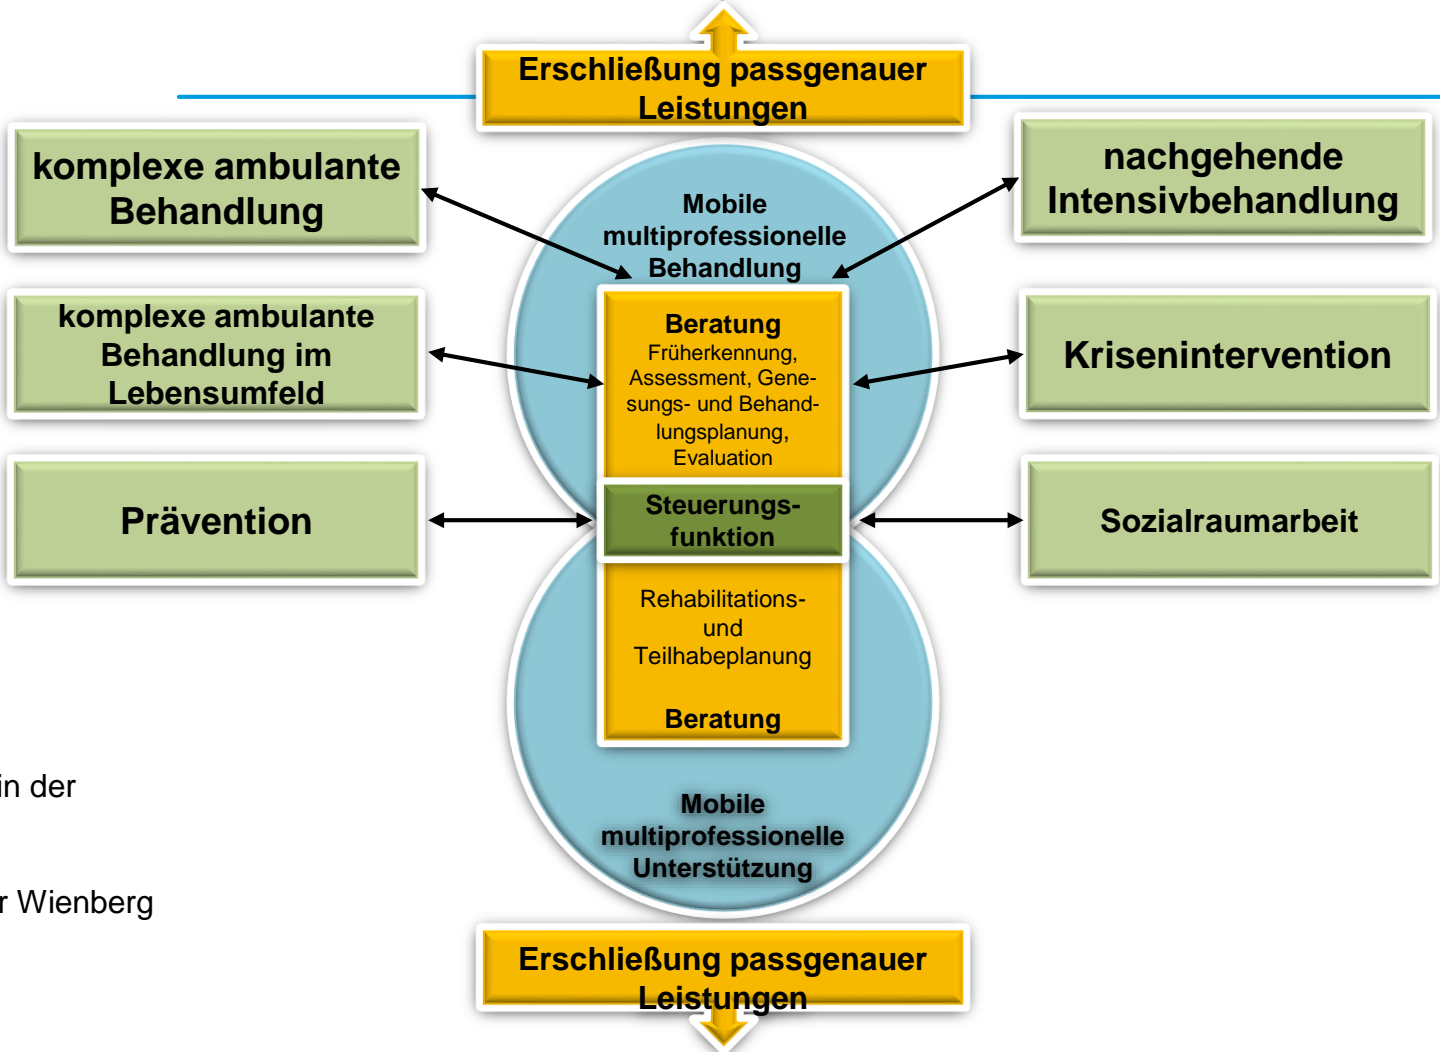 Erschließung passgenauer
Leistungen
komplexe ambulante
Behandlung
nachgehende
Intensivbehandlung
Mobile
multiprofessionelle
Behandlung
komplexe ambulante
Behandlung im
Lebensumfeld
Beratung
Früherkennung,
Assessment, Gene-
sungs- und Behand-
lungsplanung,
Evaluation
Krisenintervention
Prävention
Steuerungs-
funktion
Sozialraumarbeit
Rehabilitations-
und
Teilhabeplanung
Beratung
in der
Mobile
multiprofessionelle
Unterstützung
r Wienberg
Erschließung passgenauer
Leistungen